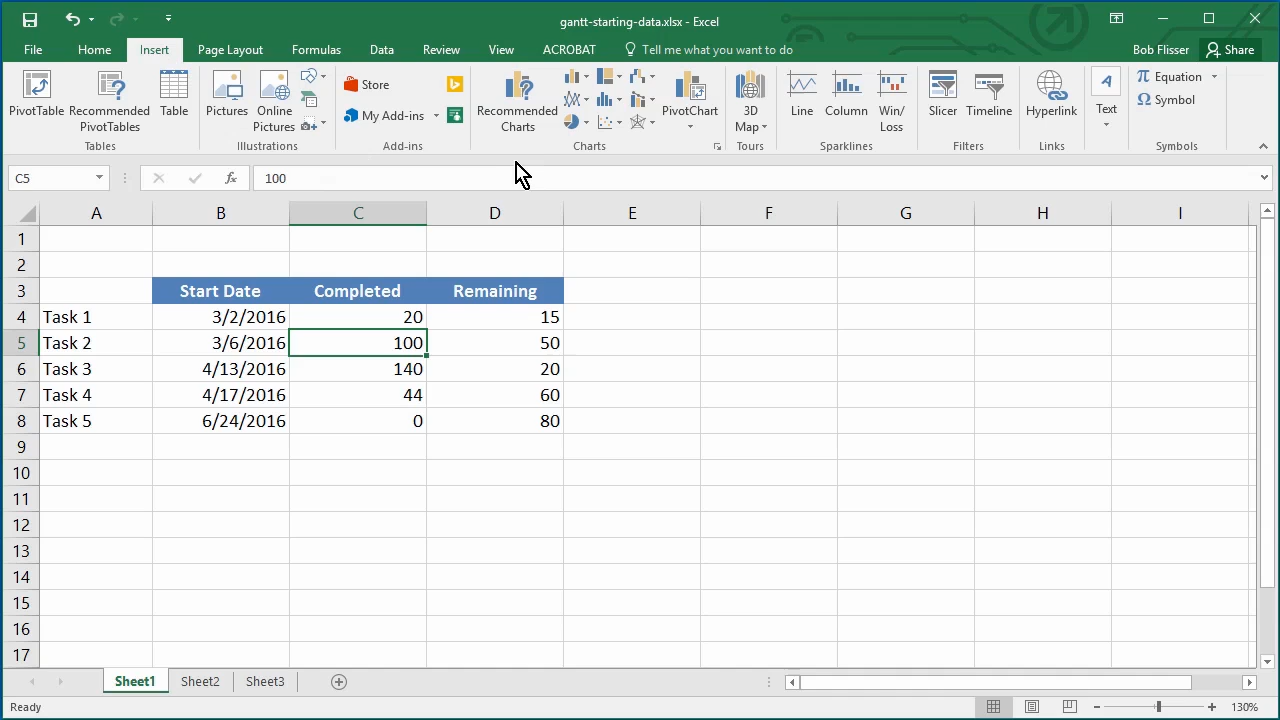 gantt-starting-data.xlsx - Excel
File Home Insert Page Layout Formulas Data Review View ACROBAT Tell me what you want to do Bob Flisser Share
PivotTable Recommended PivotTables Table Pictures Online Pictures Store My Add-ins Recommended Charts PivotChart 3D Map Line Column Win/Loss Slicer Timeline Hyperlink Text A Equation Symbol
Tables Illustrations Add-ins Charts Tours Sparklines Filters Links Symbols
C5 fx 100
A B C D E F G H I
1
2
3 Start Date Completed Remaining
4 Task 1 3/2/2016 20 15
5 Task 2 3/6/2016 100 50
6 Task 3 4/13/2016 140 20
7 Task 4 4/17/2016 44 60
8 Task 5 6/24/2016 0 80
9
10
11
12
13
14
15
16
17
Sheet1 Sheet2 Sheet3
Ready 130%